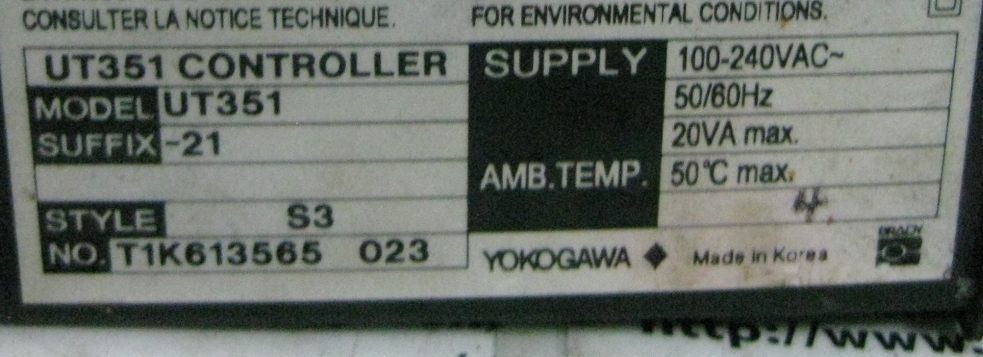 CONSULTER LA NOTICE TECHNIQUE.
FOR ENVIRONMENTAL CONDITIONS.
UT351 CONTROLLER
MODEL UT351
SUFFIX -21
STYLE S3
NO. T1K613565 023
SUPPLY 100-240VAC~
50/60Hz
20VA max.
AMB.TEMP. 50°C max.
YOKOGAWA Made in Korea
BRADY
http://www.